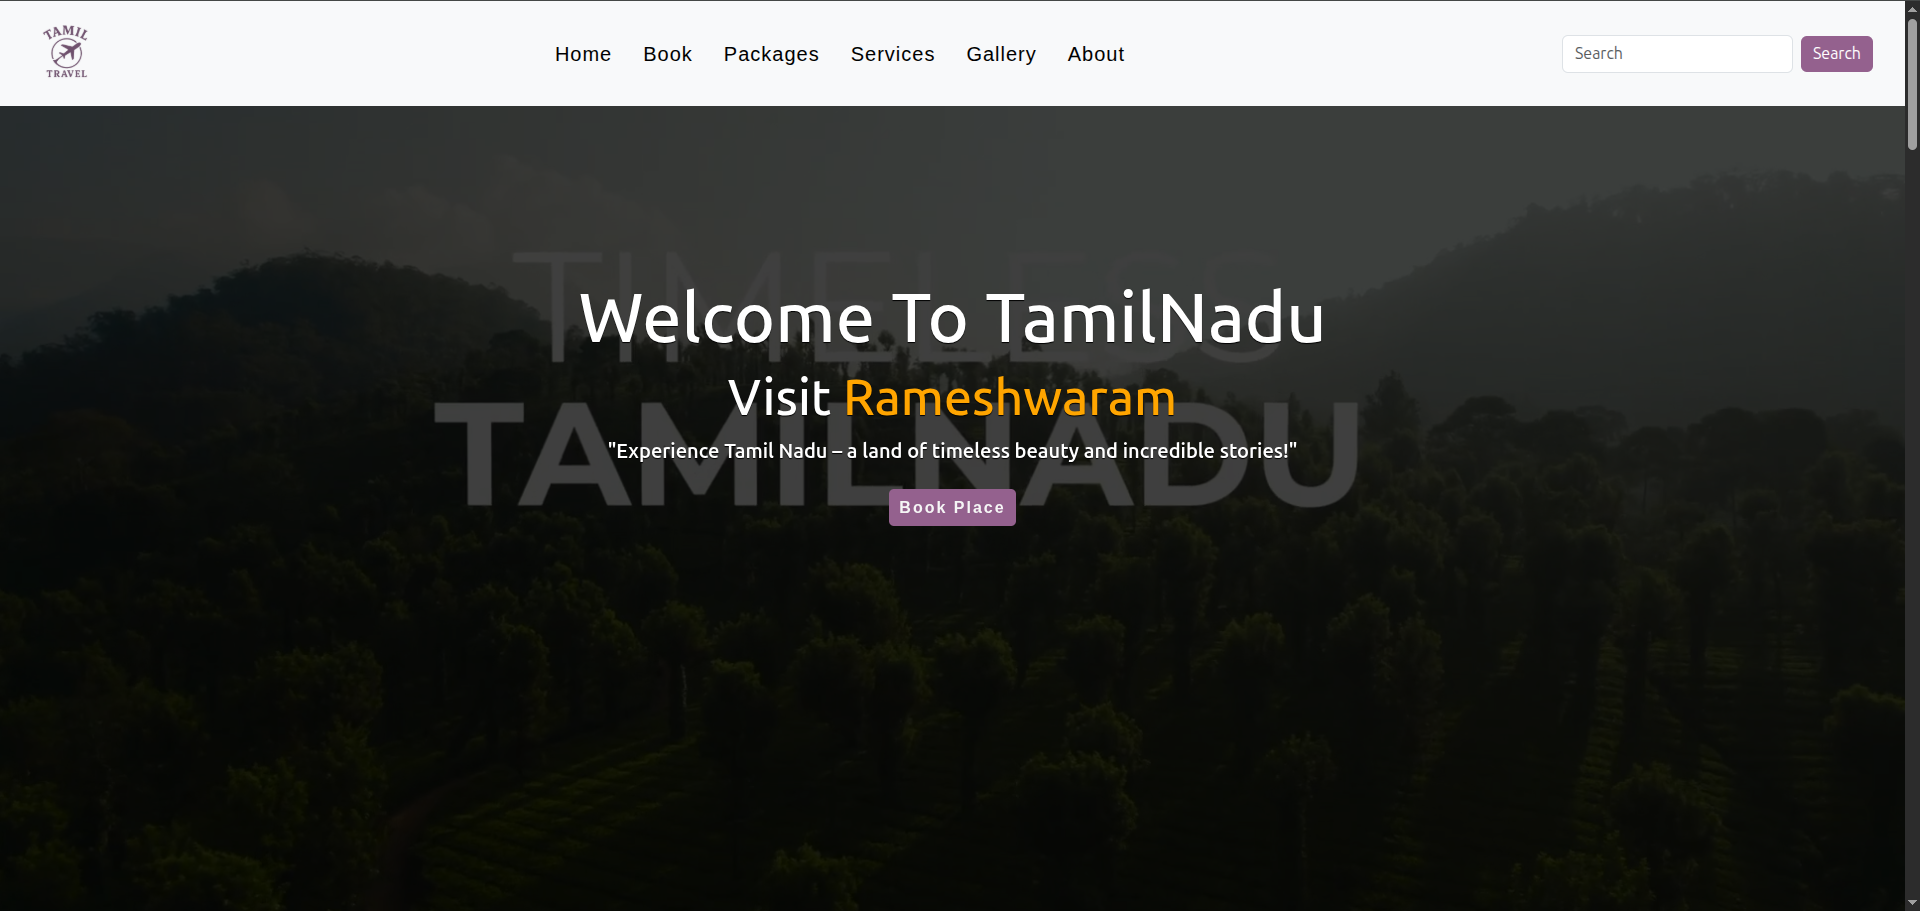 TAMIL
TRAVEL
Home Book Packages Services Gallery About
Search Search
TIMELESS
Welcome To TamilNadu
Visit Rameshwaram
TAMILNADU
"Experience Tamil Nadu – a land of timeless beauty and incredible stories!"
Book Place